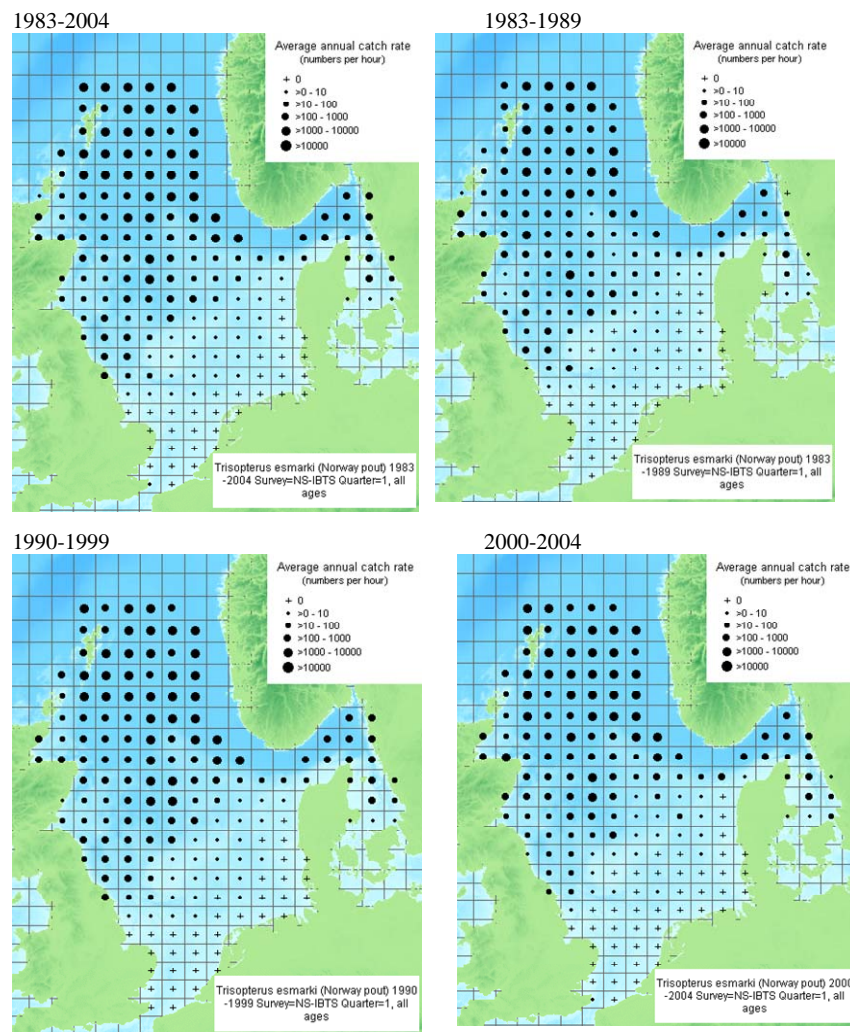 1983-2004
Average annual catch rate
(numbers per hour)
+ 0
>0 - 10
>10 - 100
>100 - 1000
>1000 - 10000
>10000
Trisopterus esmarki (Norway pout) 1983
-2004 Survey=NS-IBTS Quarter=1, all
ages
1983-1989
Average annual catch rate
(numbers per hour)
+ 0
>0 - 10
>10 - 100
>100 - 1000
>1000 - 10000
>10000
Trisopterus esmarki (Norway pout) 1983
-1989 Survey=NS-IBTS Quarter=1, all
ages
1990-1999
Average annual catch rate
(numbers per hour)
+ 0
>0 - 10
>10 - 100
>100 - 1000
>1000 - 10000
>10000
Trisopterus esmarki (Norway pout) 1990
-1999 Survey=NS-IBTS Quarter=1, all
ages
2000-2004
Average annual catch rate
(numbers per hour)
+ 0
>0 - 10
>10 - 100
>100 - 1000
>1000 - 10000
>10000
Trisopterus esmarki (Norway pout) 2000
-2004 Survey=NS-IBTS Quarter=1, all
ages